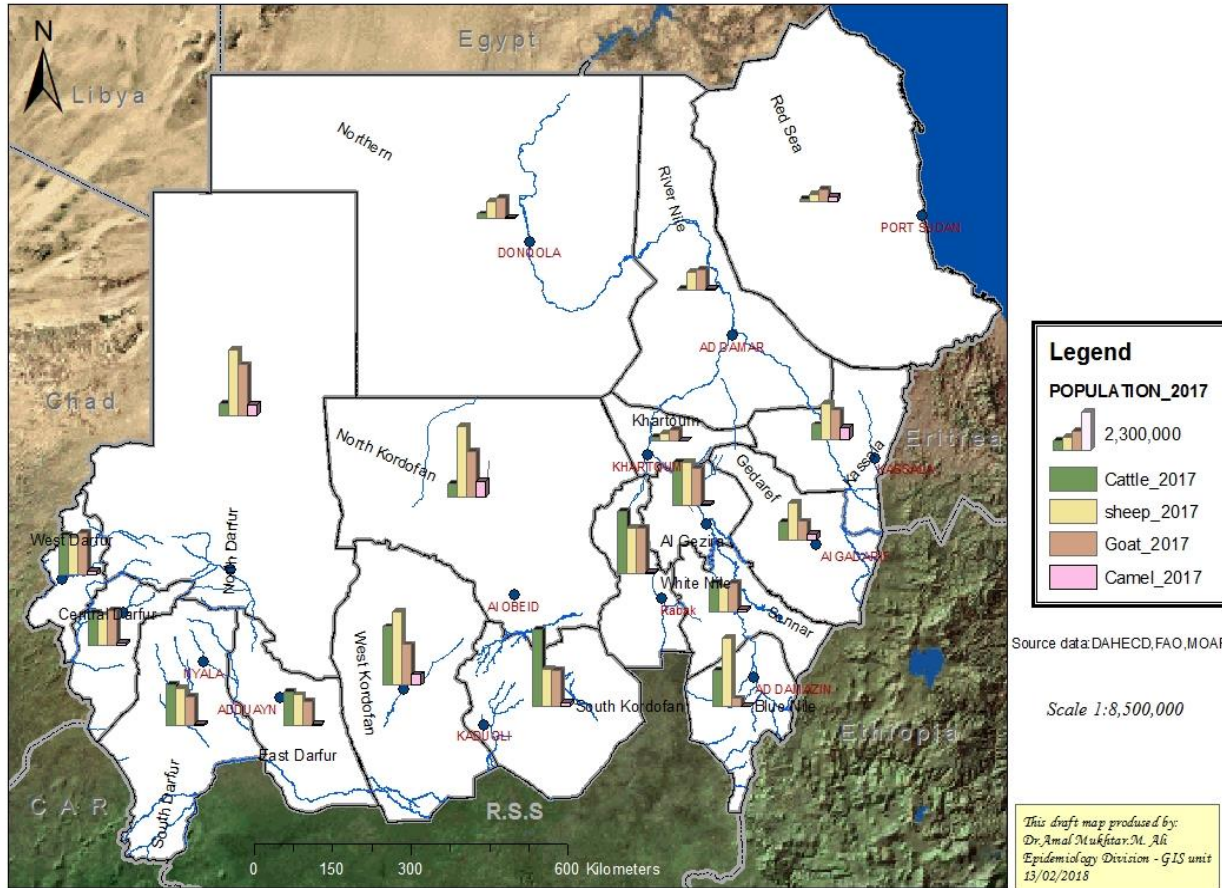 N
Egypt
Libya
Red Sea
Northern
River Nile
PORT SUDAN
DONQOLA
AD DAMAR
Chad
Khartoum
North Kordofan
KHARTOUM
Gedaref
Kassala
KASSALA
Eritrea
West Darfur
North Darfur
Al Gezira
Al GADARIF
White Nile
Al OBEID
Rabak
Central Darfur
Sennar
NYALA
West Kordofan
AD DAMAZIN
ADDUAYN
South Kordofan
Blue Nile
KADUGLI
Ethiopia
East Darfur
South Darfur
C A R
R.S.S
0 150 300 600 Kilometers
Legend
POPULATION_2017
2,300,000
Cattle_2017
sheep_2017
Goat_2017
Camel_2017
Source data:DAHECD,FAO,MOAR
Scale 1:8,500,000
This draft map prodused by:
Dr.Amal Mukhtar.M. Ali
Epidemiology Division - GIS unit
13/02/2018